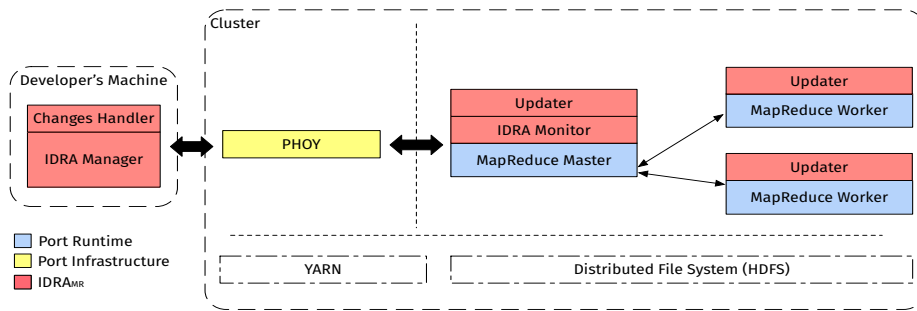 Cluster
Developer's Machine
Changes Handler
IDRA Manager
PHOY
Updater
IDRA Monitor
MapReduce Master
Updater
MapReduce Worker
Updater
MapReduce Worker
Port Runtime
Port Infrastructure
IDRAMR
YARN
Distributed File System (HDFS)